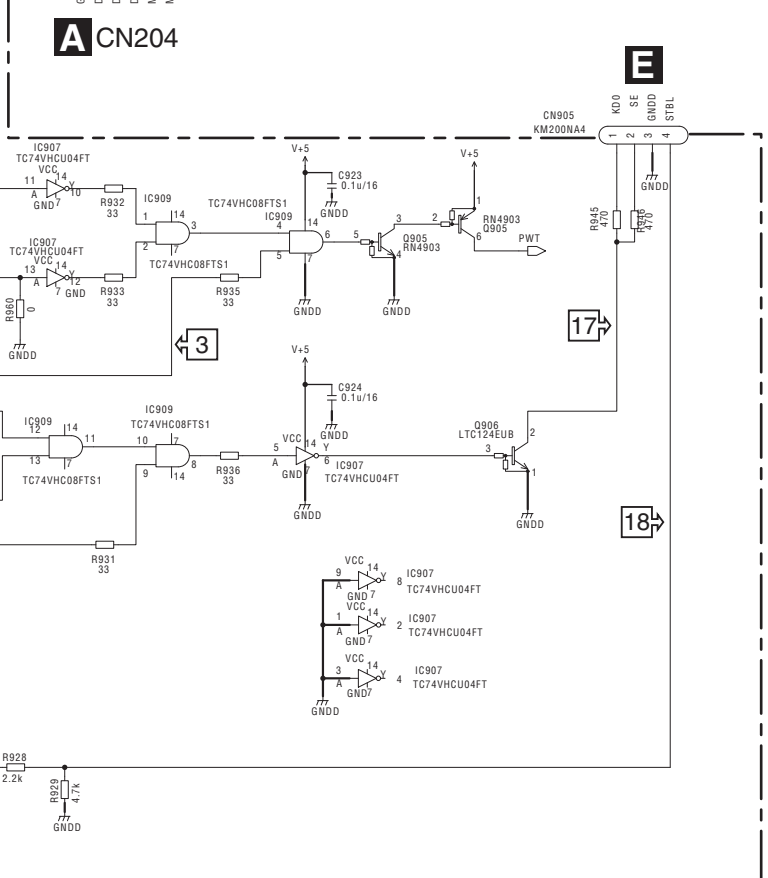 A CN204
E
KD0
SE
GNDD
STBL
CN905
KM200NA4
1
2
3
4
IC907
TC74VHCU04FT
VCC
14
11
A
Y
10
GND
7
R932
33
IC909
1
14
3
2
7
TC74VHC08FTS1
IC907
TC74VHCU04FT
VCC
14
13
A
Y
12
7
GND
R933
33
R960
0
GNDD
V+5
C923
0.1u/16
GNDD
TC74VHC08FTS1
IC909
4
14
6
5
7
R935
33
GNDD
5
3
Q905
RN4903
4
GNDD
V+5
1
2
RN4903
Q905
6
PWT
R945
470
R946
470
GNDD
3
17
V+5
C924
0.1u/16
GNDD
IC909
12
14
11
13
7
TC74VHC08FTS1
IC909
TC74VHC08FTS1
10
7
8
9
14
R936
33
VCC
14
5
A
Y
6
GND
7
IC907
TC74VHCU04FT
GNDD
Q906
LTC124EUB
3
2
1
GNDD
18
R931
33
VCC
9
14
A
Y
8
GND
7
IC907
TC74VHCU04FT
VCC
1
14
A
Y
2
GND
7
IC907
TC74VHCU04FT
VCC
3
14
A
Y
4
GND
7
IC907
TC74VHCU04FT
GNDD
R928
2.2k
R929
4.7k
GNDD